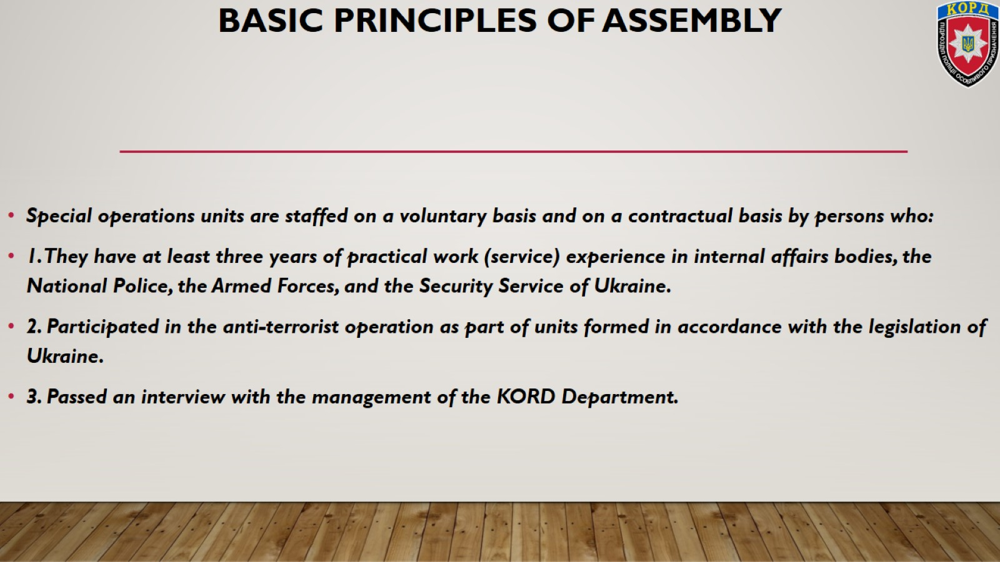 BASIC PRINCIPLES OF ASSEMBLY
КОРД
ПІДРОЗДІЛ ПОЛІЦІЇ ОСОБЛИВОГО ПРИЗНАЧЕННЯ
• Special operations units are staffed on a voluntary basis and on a contractual basis by persons who:
• 1. They have at least three years of practical work (service) experience in internal affairs bodies, the
National Police, the Armed Forces, and the Security Service of Ukraine.
• 2. Participated in the anti-terrorist operation as part of units formed in accordance with the legislation of
Ukraine.
• 3. Passed an interview with the management of the KORD Department.